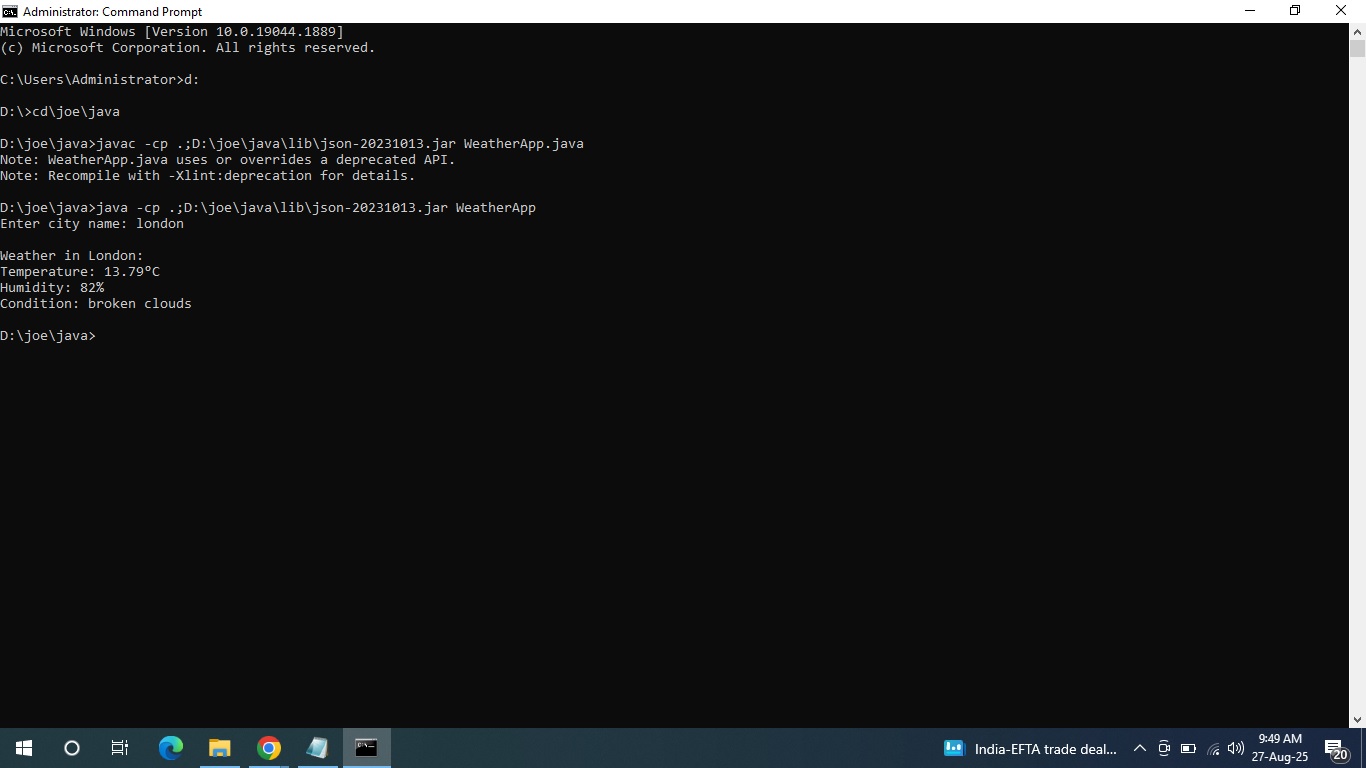 Administrator: Command Prompt
Microsoft Windows [Version 10.0.19044.1889]
(c) Microsoft Corporation. All rights reserved.
C:\Users\Administrator>d:
D:\>cd\joe\java
D:\joe\java>javac -cp .;D:\joe\java\lib\json-20231013.jar WeatherApp.java
Note: WeatherApp.java uses or overrides a deprecated API.
Note: Recompile with -Xlint:deprecation for details.
D:\joe\java>java -cp .;D:\joe\java\lib\json-20231013.jar WeatherApp
Enter city name: london
Weather in London:
Temperature: 13.79°C
Humidity: 82%
Condition: broken clouds
D:\joe\java>
India-EFTA trade deal...
9:49 AM
27-Aug-25
20